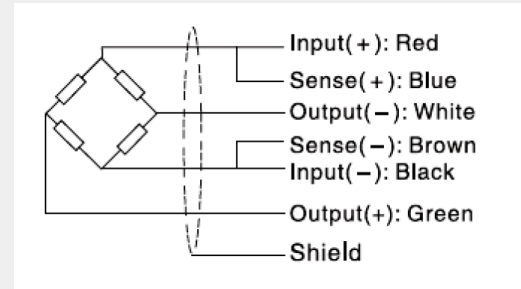 Input(+): Red
Sense(+): Blue
Output(−): White
Sense(−): Brown
Input(−): Black
Output(+): Green
Shield